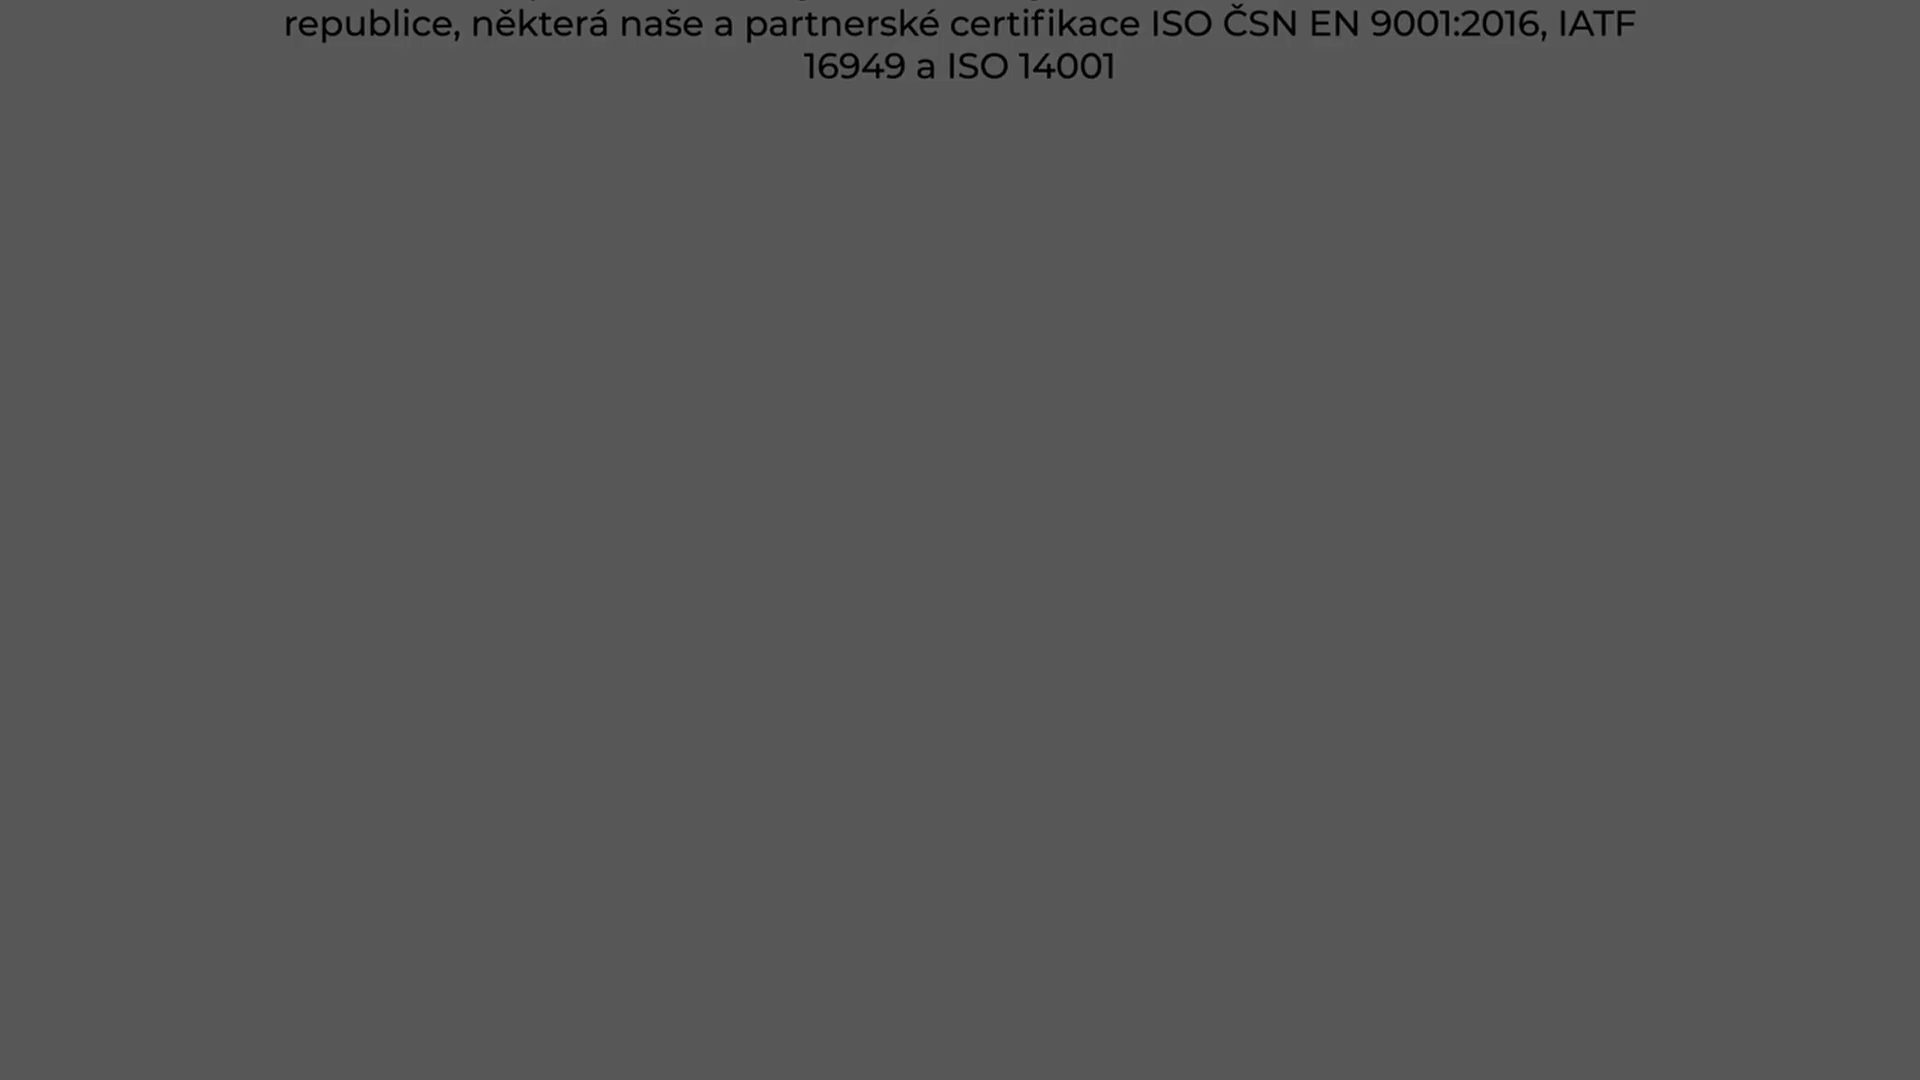 republice, některá naše a partnerské certifikace ISO ČSN EN 9001:2016, IATF
16949 a ISO 14001